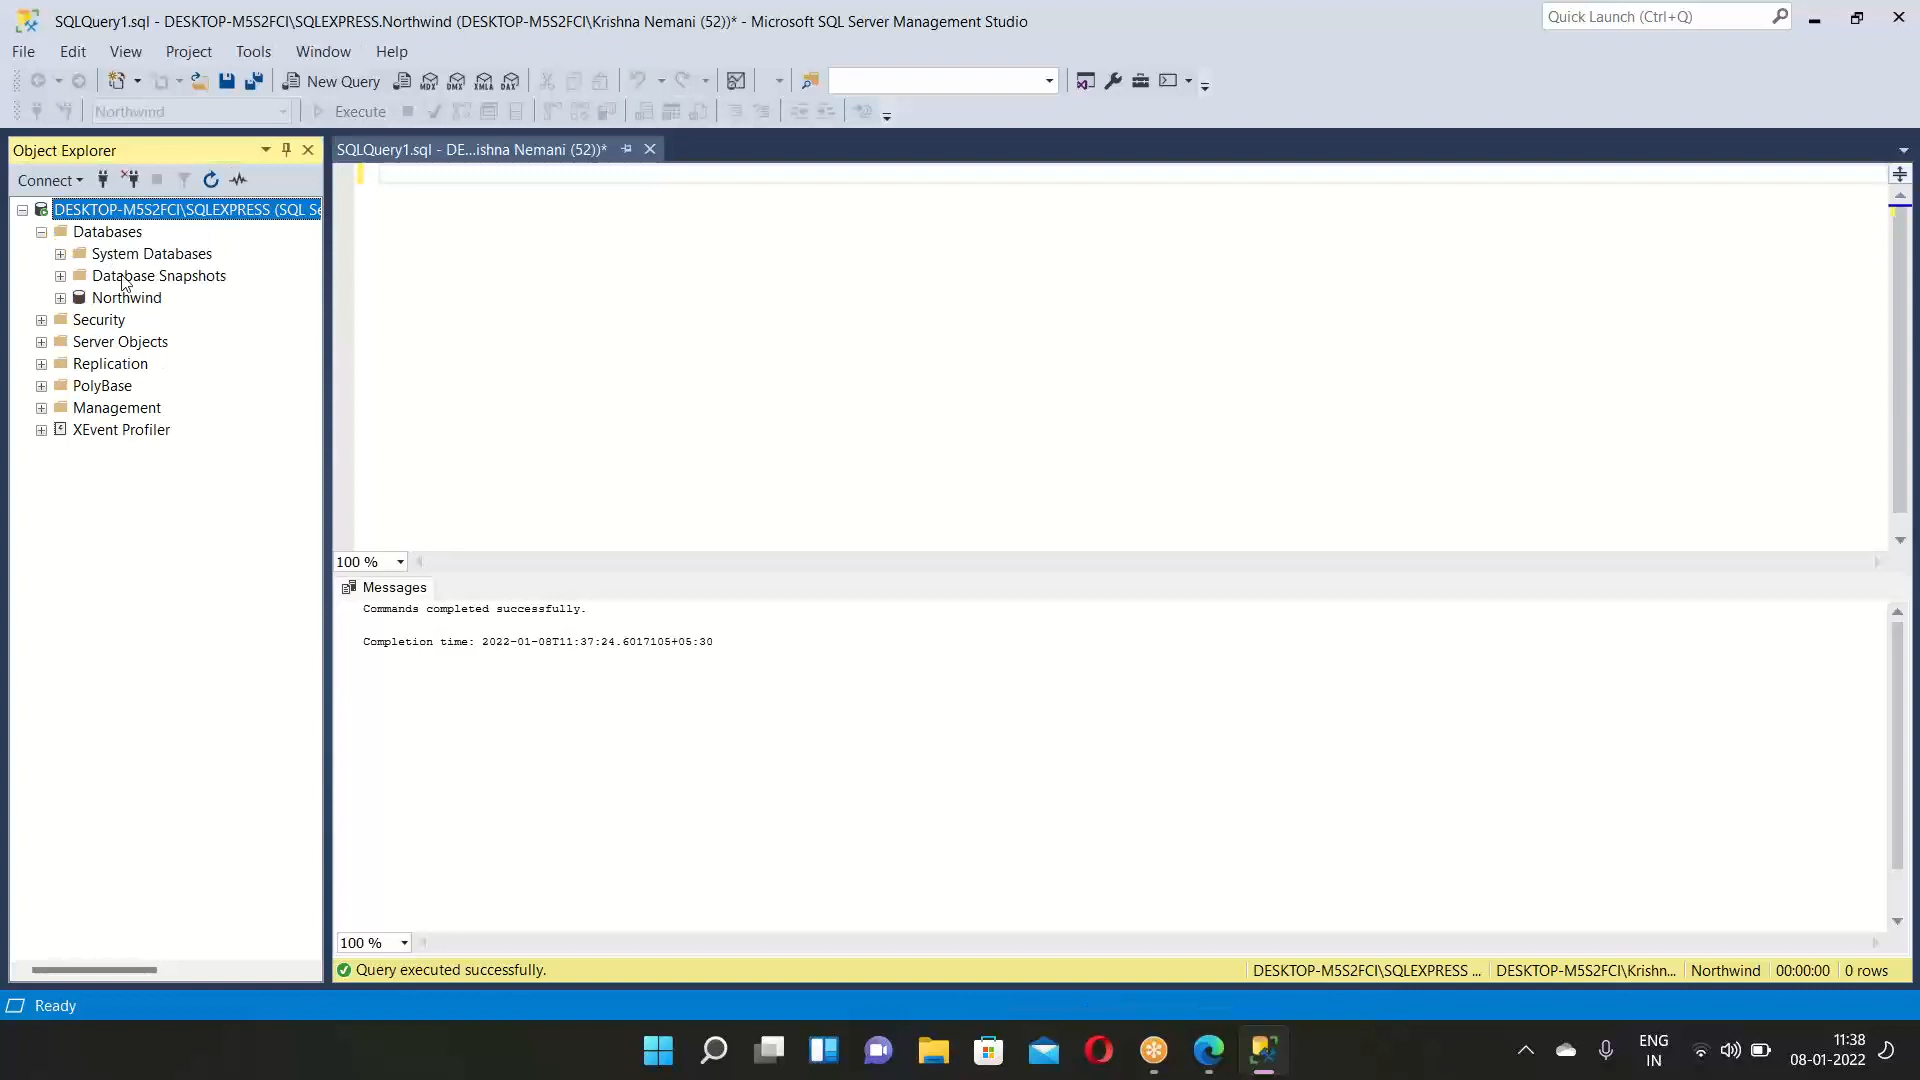 SQLQuery1.sql - DESKTOP-M5S2FCI\SQLEXPRESS.Northwind (DESKTOP-M5S2FCI\Krishna Nemani (52))* - Microsoft SQL Server Management Studio
Quick Launch (Ctrl+Q)
File Edit View Project Tools Window Help
New Query MDX DMX XMLA DAX
Northwind Execute
Object Explorer
SQLQuery1.sql - DE...ishna Nemani (52))*
Connect
DESKTOP-M5S2FCI\SQLEXPRESS (SQL Se
Databases
System Databases
Database Snapshots
Northwind
Security
Server Objects
Replication
PolyBase
Management
XEvent Profiler
100 %
Messages
Commands completed successfully.
Completion time: 2022-01-08T11:37:24.6017105+05:30
100 %
Query executed successfully.
DESKTOP-M5S2FCI\SQLEXPRESS ... DESKTOP-M5S2FCI\Krishn... Northwind 00:00:00 0 rows
Ready
ENG
IN
11:38
08-01-2022